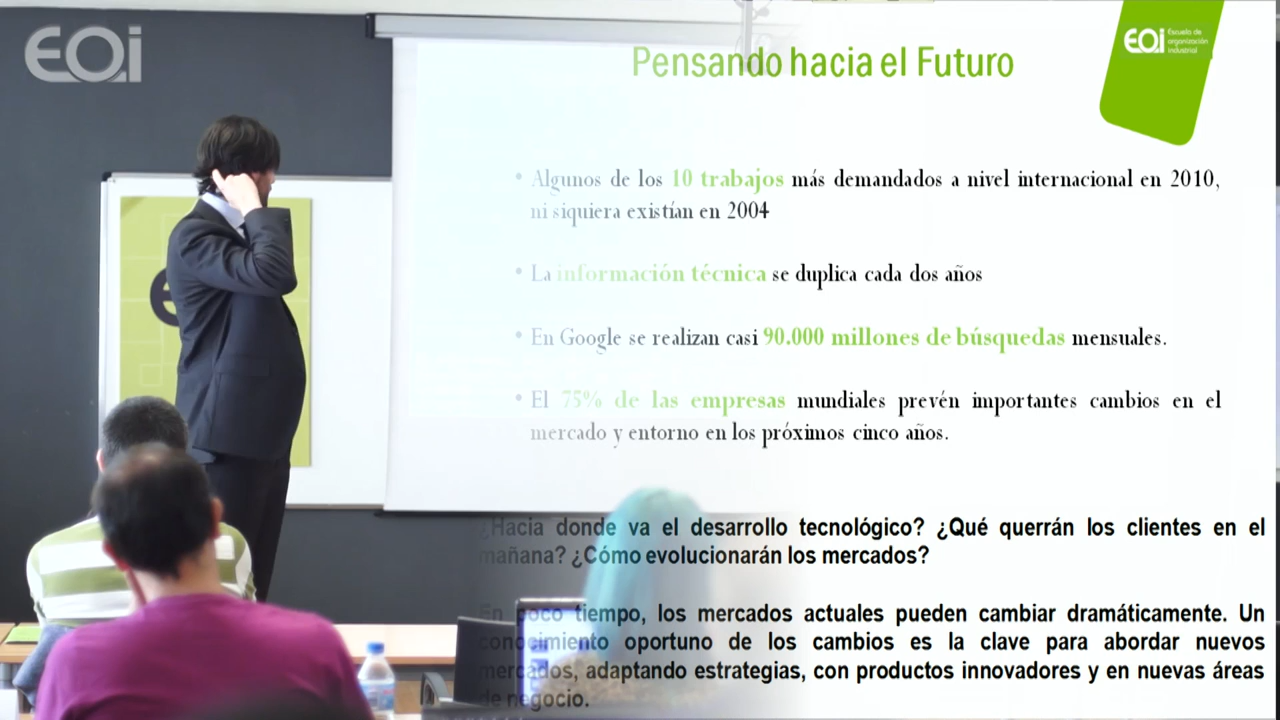 EOi
Pensando hacia el Futuro
EOi Escuela de
organización
industrial
• Algunos de los 10 trabajos más demandados a nivel internacional en 2010,
ni siquiera existían en 2004
• La información técnica se duplica cada dos años
• En Google se realizan casi 90.000 millones de búsquedas mensuales.
• El 75% de las empresas mundiales prevén importantes cambios en el
mercado y entorno en los próximos cinco años.
¿Hacia donde va el desarrollo tecnológico? ¿Qué querrán los clientes en el
mañana? ¿Cómo evolucionarán los mercados?
En poco tiempo, los mercados actuales pueden cambiar dramáticamente. Un
conocimiento oportuno de los cambios es la clave para abordar nuevos
mercados, adaptando estrategias, con productos innovadores y en nuevas áreas
de negocio.